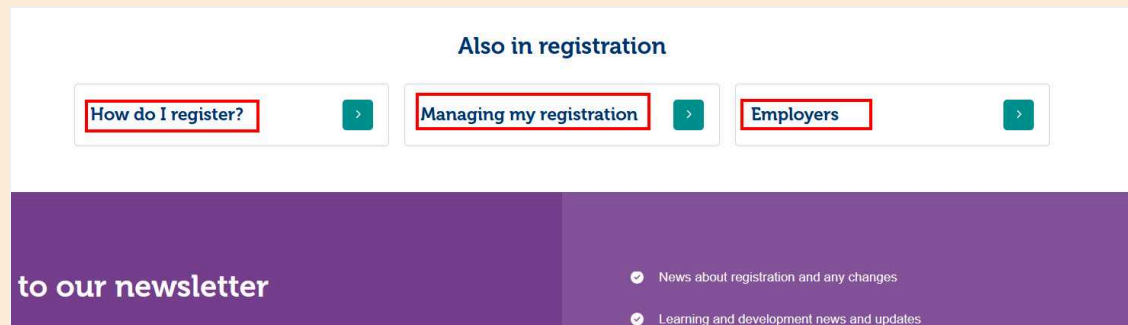 Also in registration
How do I register?
Managing my registration
Employers
to our newsletter
News about registration and any changes
Learning and development news and updates